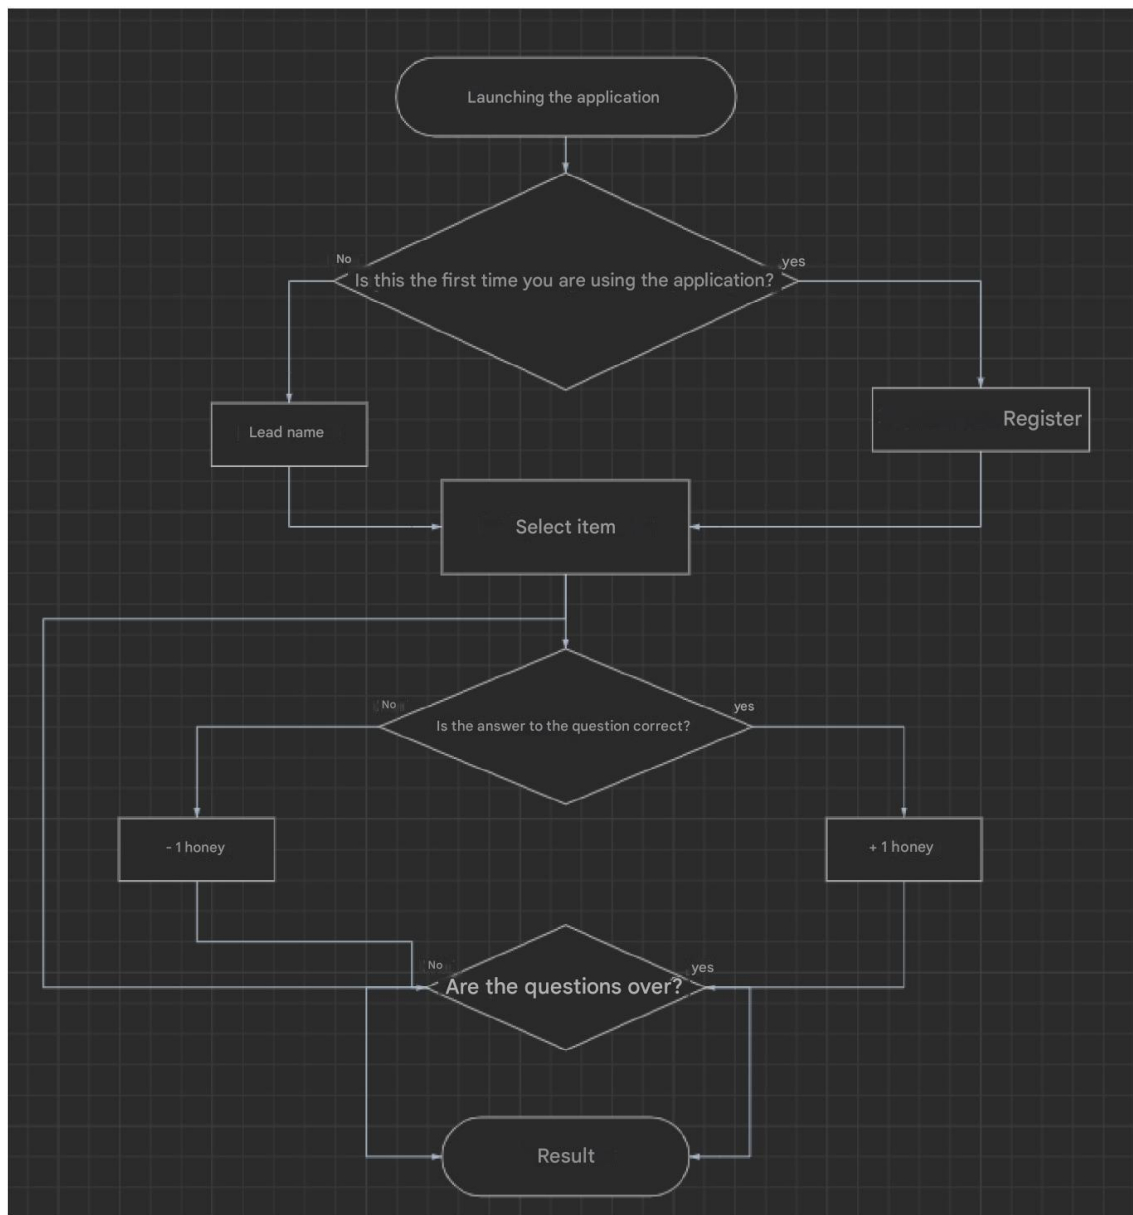 Launching the application
No
yes
Is this the first time you are using the application?
Lead name
Register
Select item
No
yes
Is the answer to the question correct?
- 1 honey
+ 1 honey
No
yes
Are the questions over?
Result